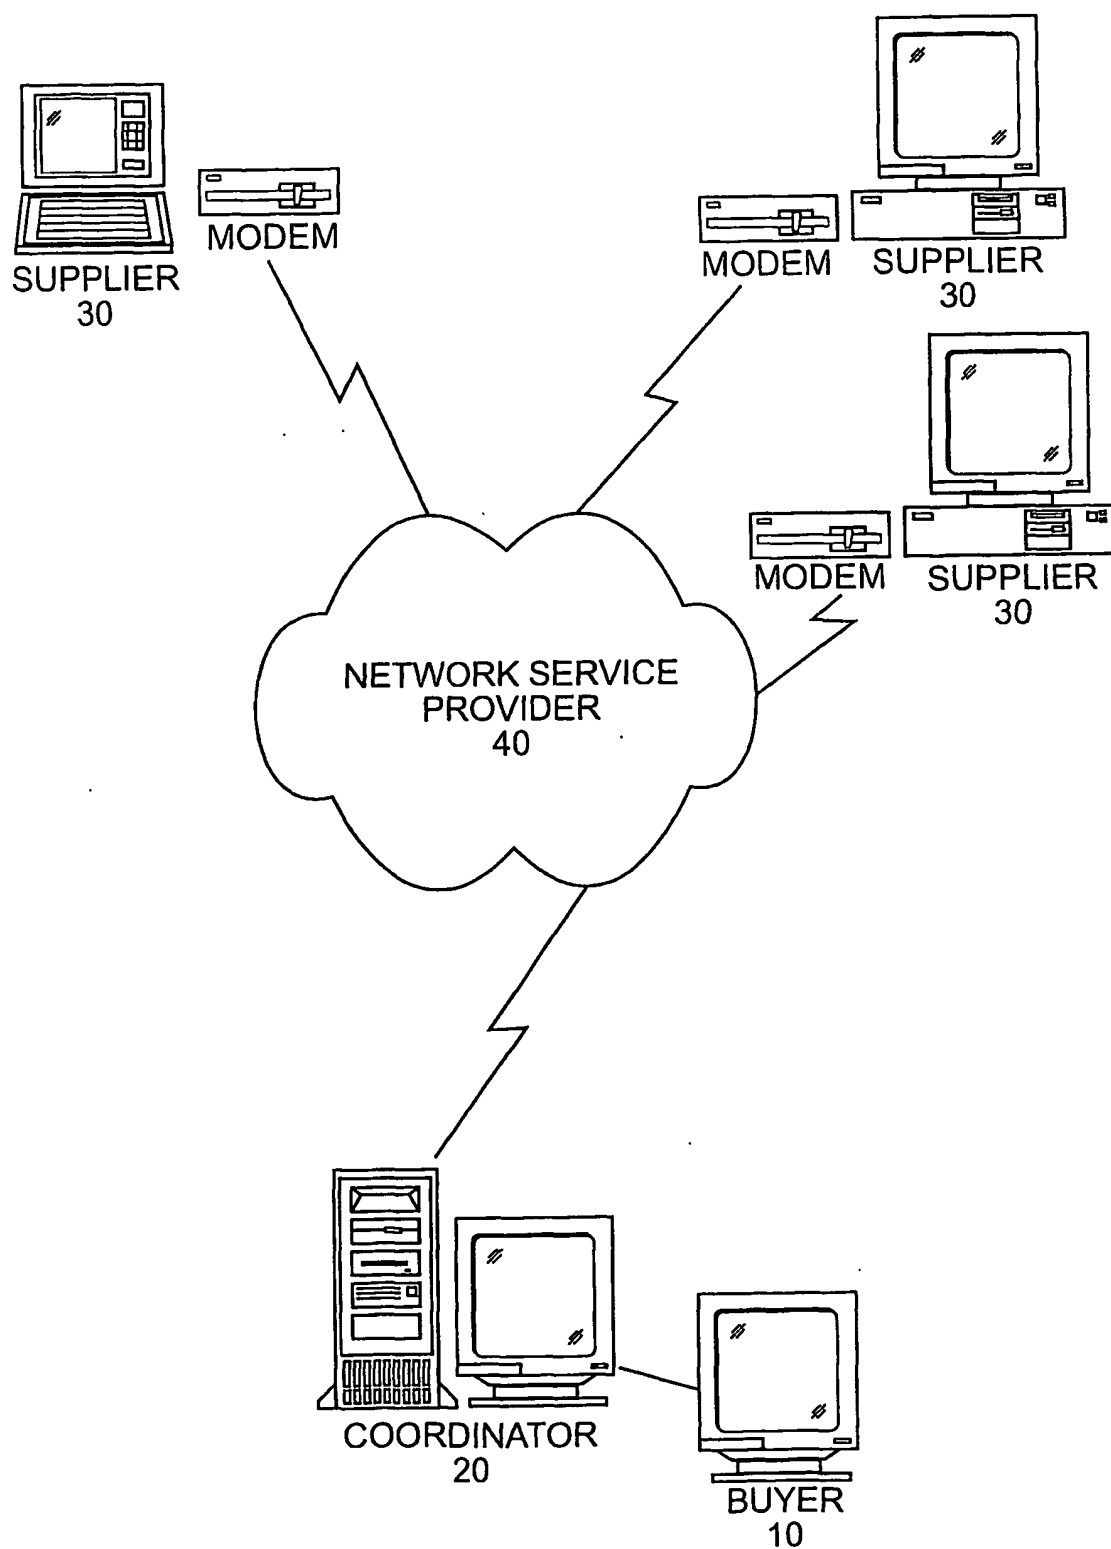 MODEM
SUPPLIER
30
MODEM
SUPPLIER
30
MODEM
SUPPLIER
30
NETWORK SERVICE
PROVIDER
40
COORDINATOR
20
BUYER
10